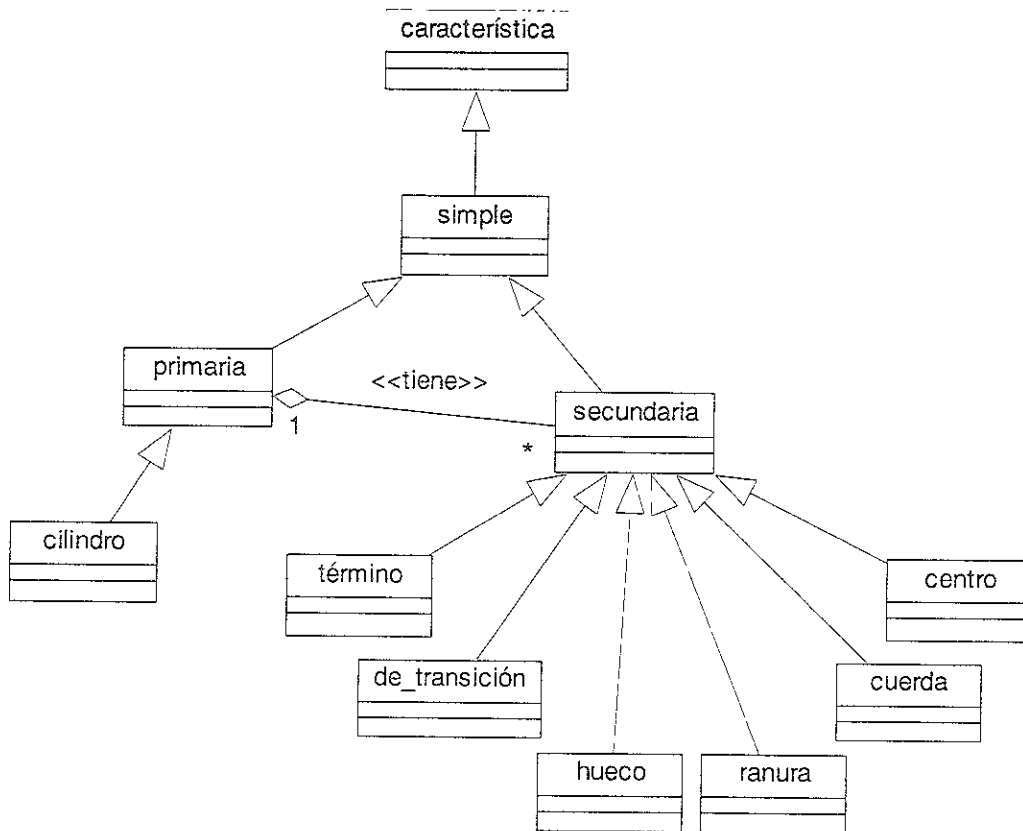 característica
simple
primaria
<<tiene>>
1
*
secundaria
cilindro
término
centro
de_transición
cuerda
hueco
ranura